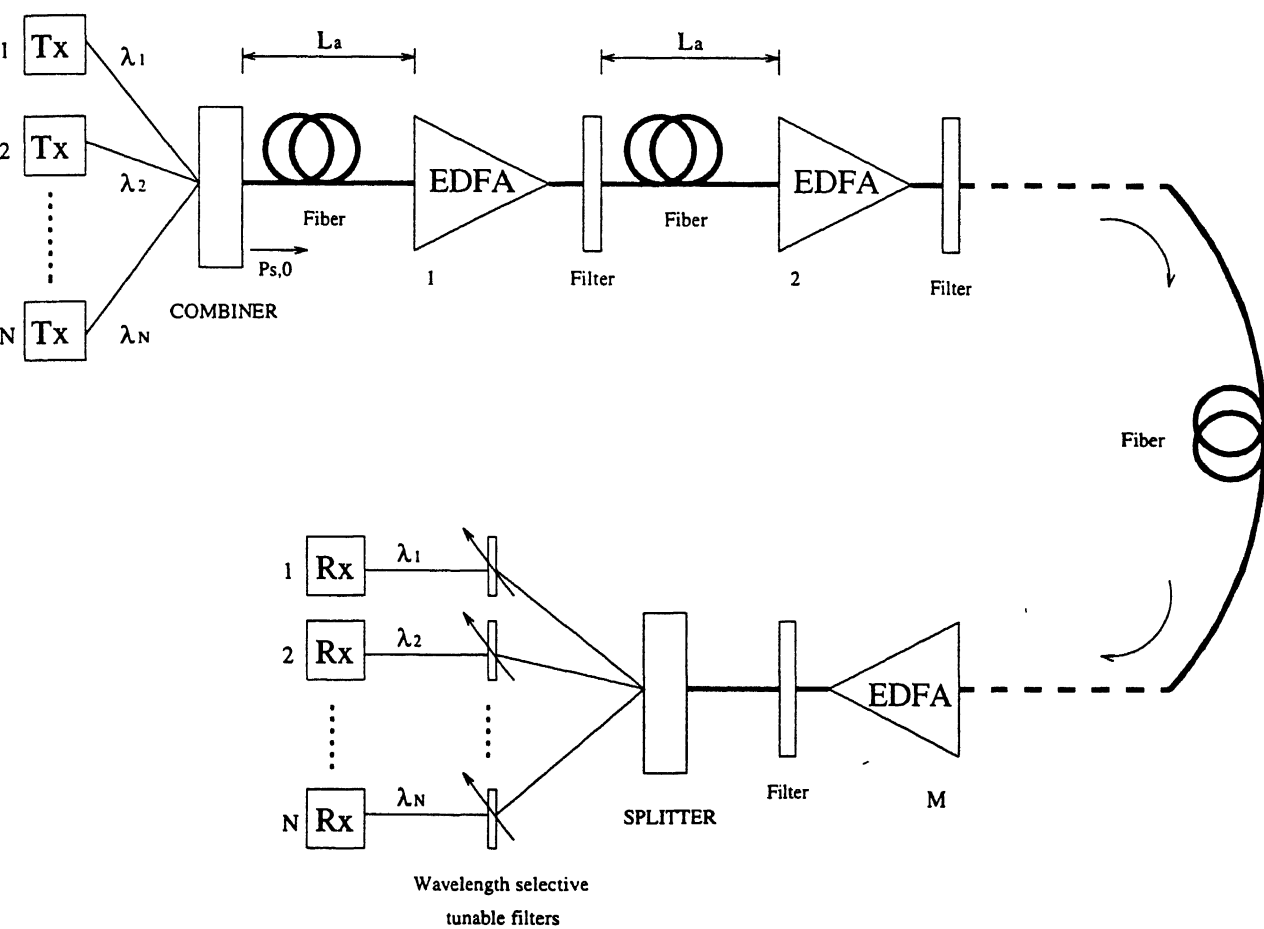 La La
1 Tx λ1
2 Tx λ2
N Tx λN
COMBINER
Ps,0
Fiber
EDFA
1
Filter
Fiber
EDFA
2
Filter
Fiber
1 Rx λ1
2 Rx λ2
N Rx λN
Wavelength selective
tunable filters
SPLITTER
Filter
EDFA
M